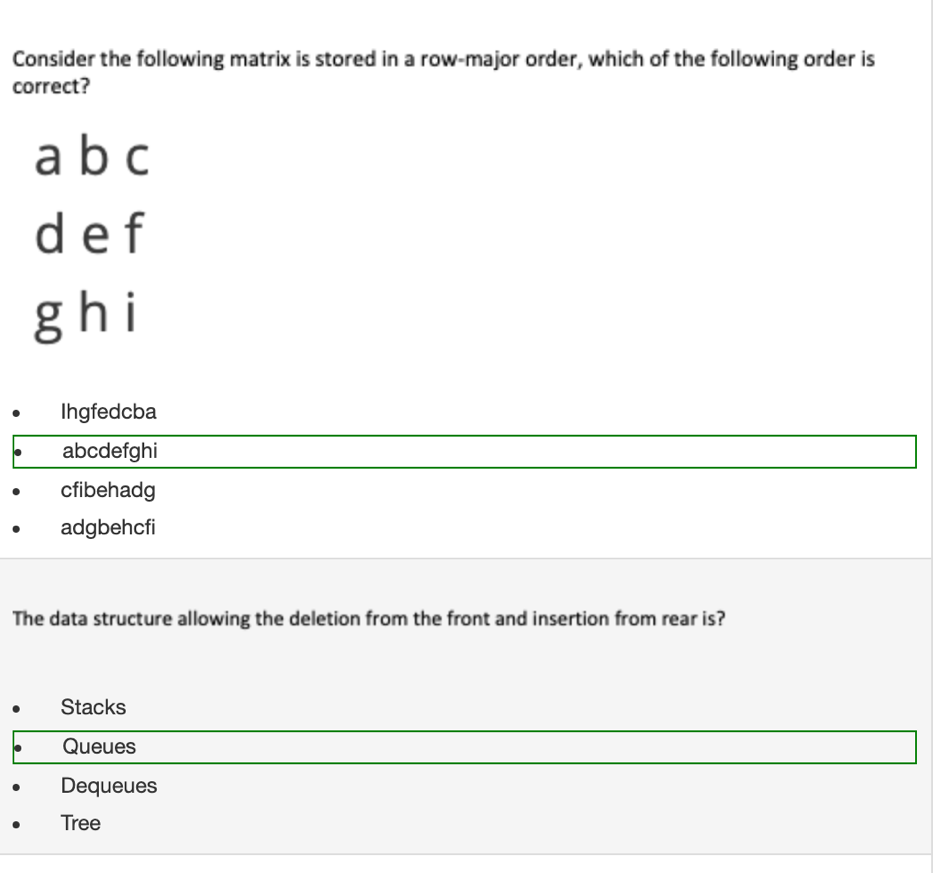 Consider the following matrix is stored in a row-major order, which of the following order is
correct?
a b c
d e f
g h i
• Ihgfedcba
• abcdefghi
• cfibehadg
• adgbehcfi
The data structure allowing the deletion from the front and insertion from rear is?
• Stacks
• Queues
• Dequeues
• Tree